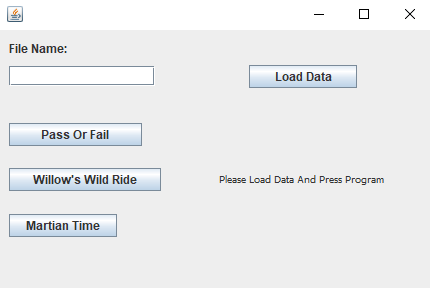 File Name:
Load Data
Pass Or Fail
Willow's Wild Ride
Please Load Data And Press Program
Martian Time